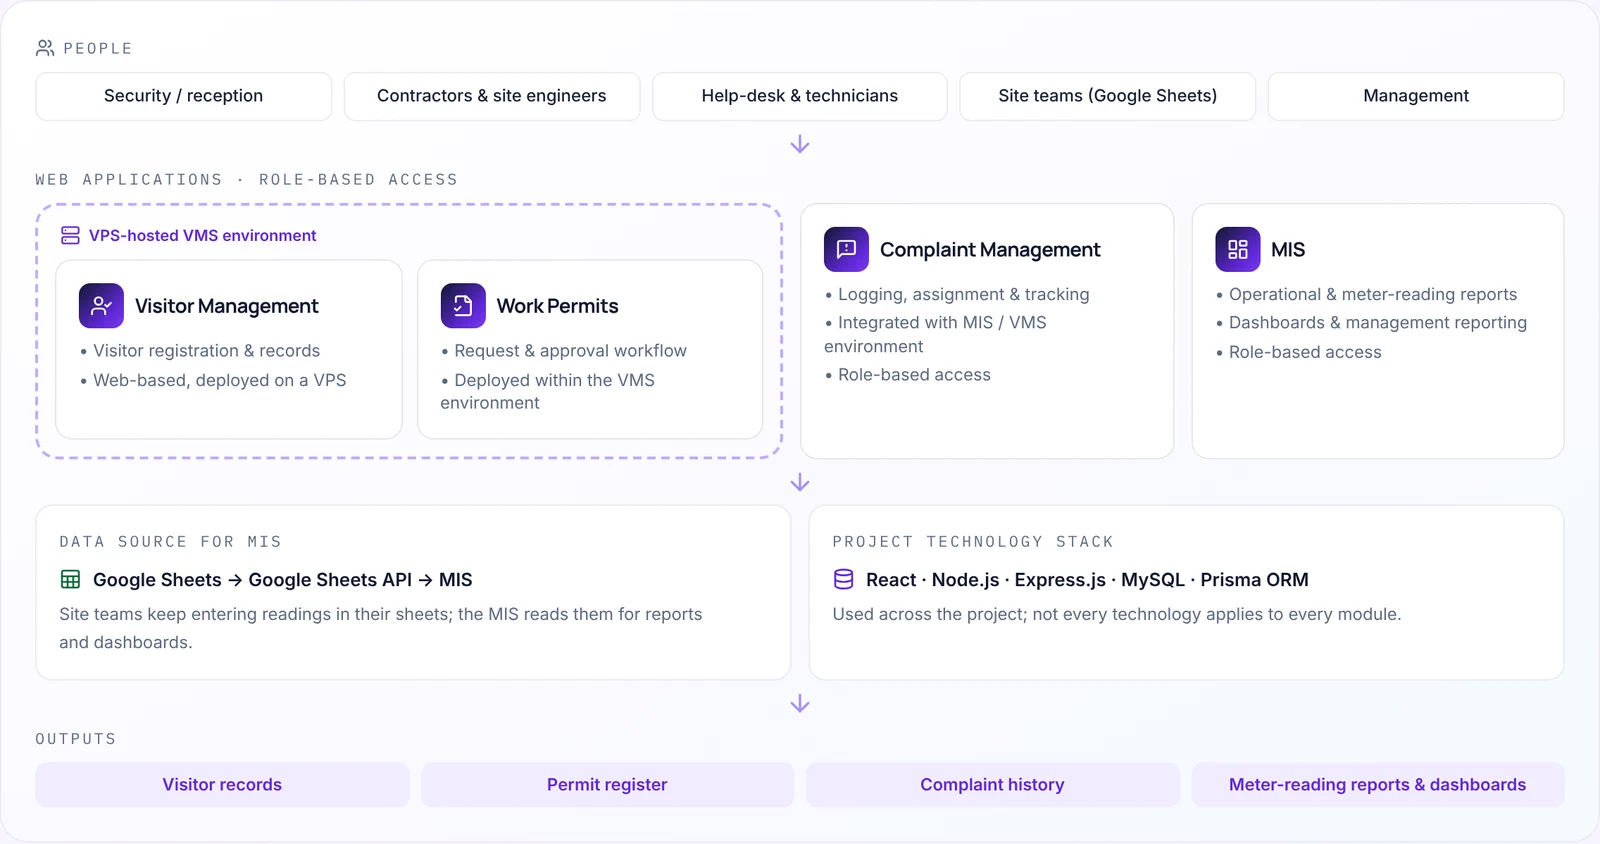 PEOPLE
Security / reception
Contractors & site engineers
Help-desk & technicians
Site teams (Google Sheets)
Management
WEB APPLICATIONS · ROLE-BASED ACCESS
VPS-hosted VMS environment
Visitor Management
• Visitor registration & records
• Web-based, deployed on a VPS
Work Permits
• Request & approval workflow
• Deployed within the VMS
environment
Complaint Management
• Logging, assignment & tracking
• Integrated with MIS / VMS
environment
• Role-based access
MIS
• Operational & meter-reading reports
• Dashboards & management reporting
• Role-based access
DATA SOURCE FOR MIS
Google Sheets → Google Sheets API → MIS
Site teams keep entering readings in their sheets; the MIS reads them for reports
and dashboards.
PROJECT TECHNOLOGY STACK
React · Node.js · Express.js · MySQL · Prisma ORM
Used across the project; not every technology applies to every module.
OUTPUTS
Visitor records
Permit register
Complaint history
Meter-reading reports & dashboards